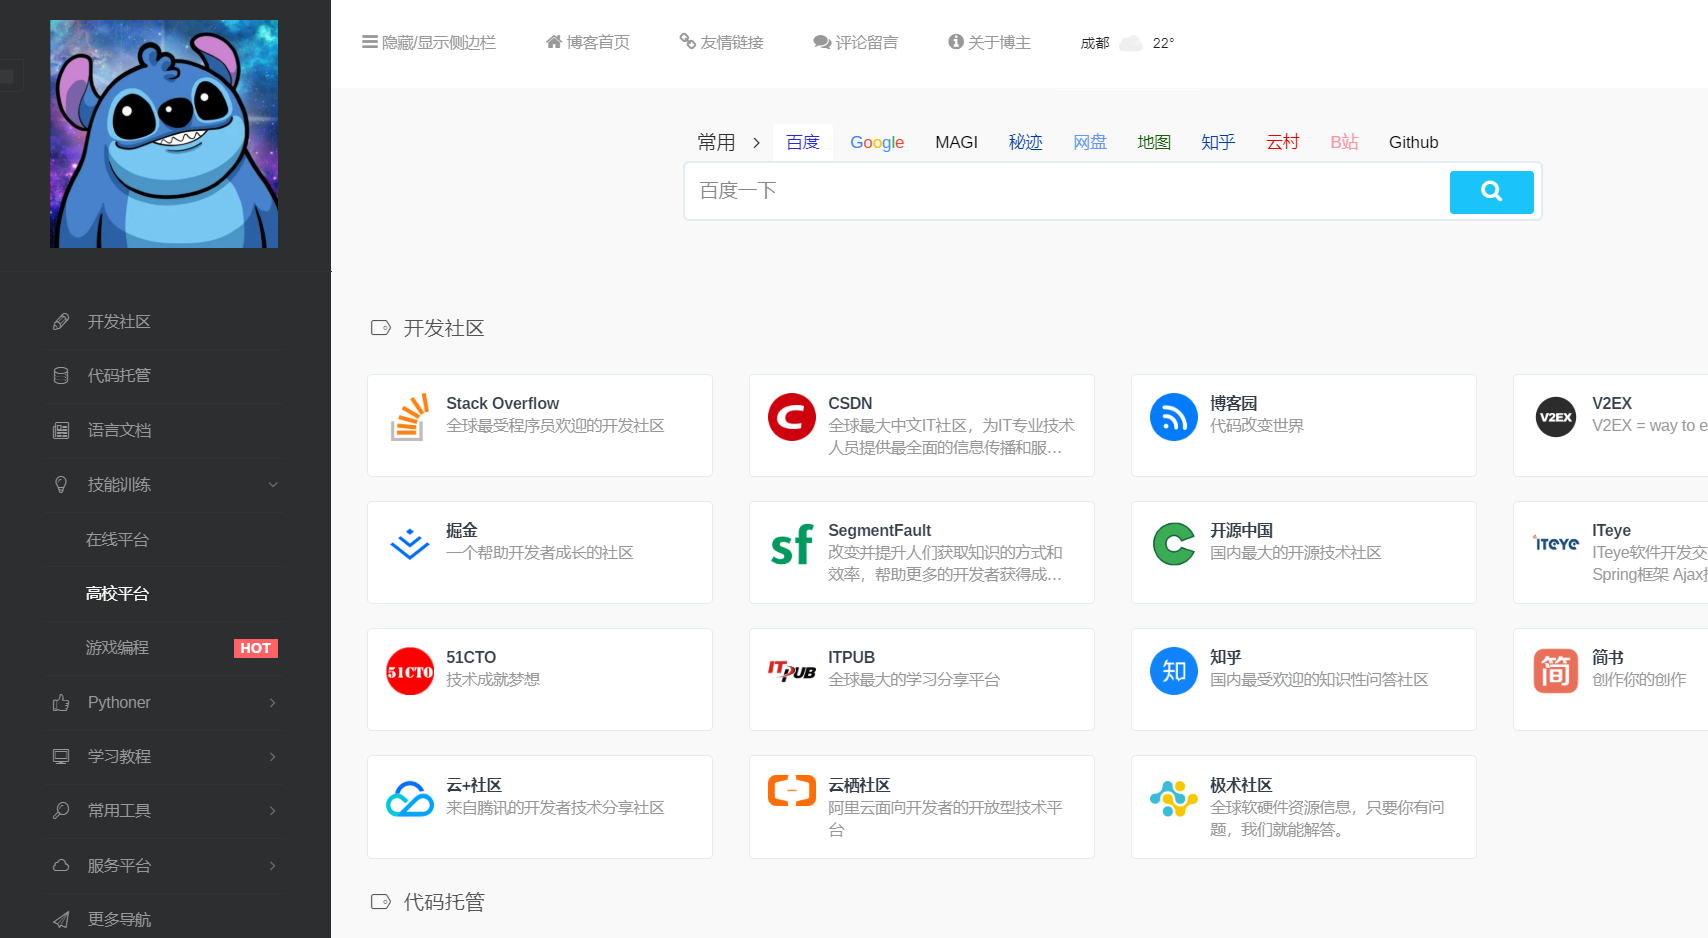 隐藏/显示侧边栏 博客首页 友情链接 评论留言 关于博主 成都 22°
常用 百度 Google MAGI 秘迹 网盘 地图 知乎 云村 B站 Github
百度一下
开发社区
代码托管
语言文档
技能训练
在线平台
高校平台
游戏编程 HOT
Pythoner
学习教程
常用工具
服务平台
更多导航
开发社区
Stack Overflow
全球最受程序员欢迎的开发社区
CSDN
全球最大中文IT社区，为IT专业技术
人员提供最全面的信息传播和服...
博客园
代码改变世界
V2EX
V2EX
V2EX = way to e
掘金
一个帮助开发者成长的社区
sf
SegmentFault
改变并提升人们获取知识的方式和
效率，帮助更多的开发者获得成...
开源中国
国内最大的开源技术社区
ITEYE
ITeye
ITeye软件开发交
Spring框架 Ajax
51CTO
51CTO
技术成就梦想
ITPUB
ITPUB
全球最大的学习分享平台
知
知乎
国内最受欢迎的知识性问答社区
简
简书
创作你的创作
云+社区
来自腾讯的开发者技术分享社区
云栖社区
阿里云面向开发者的开放型技术平
台
极术社区
全球软硬件资源信息，只要你有问
题，我们就能解答。
代码托管